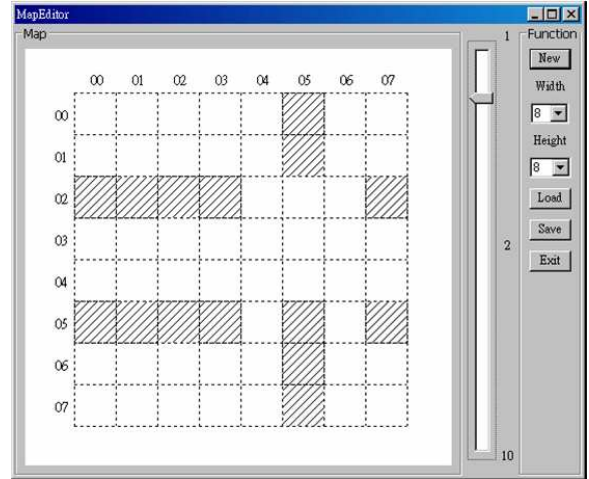 MapEditor
Map
Function
00 01 02 03 04 05 06 07
00
01
02
03
04
05
06
07
1
2
10
New
Width
8
Height
8
Load
Save
Exit